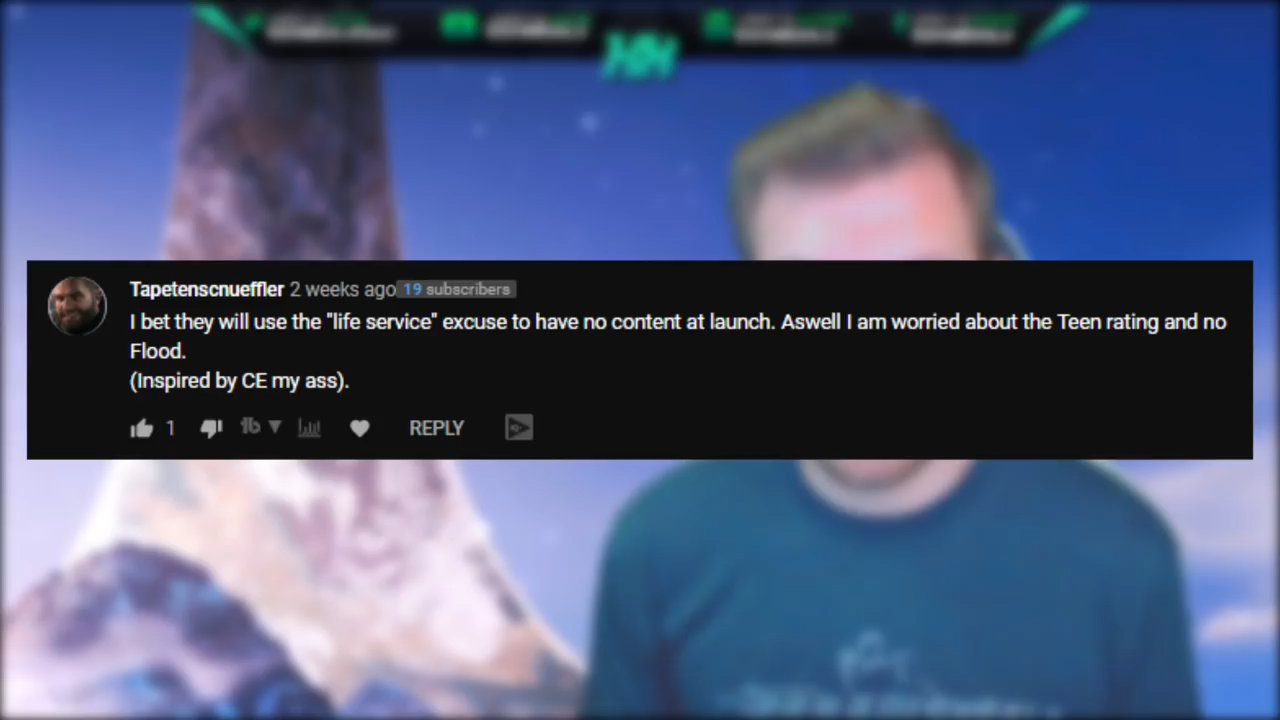 HH
Tapetenscnueffler 2 weeks ago 19 subscribers
I bet they will use the "life service" excuse to have no content at launch. Aswell I am worried about the Teen rating and no
Flood.
(Inspired by CE my ass).
1 REPLY